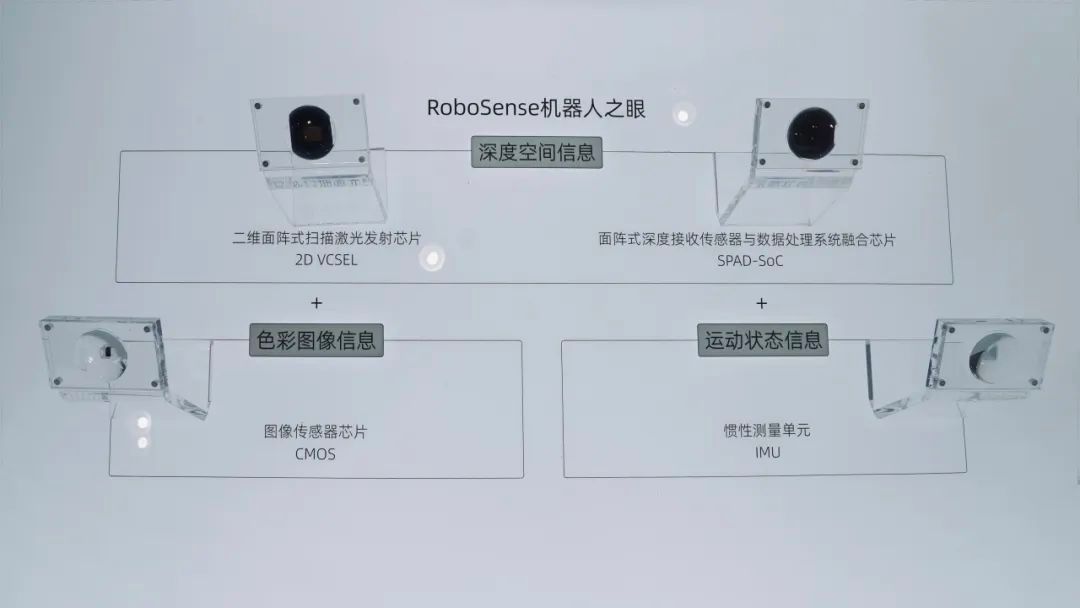 RoboSense机器人之眼
深度空间信息
二维面阵式扫描激光发射芯片
2D VCSEL
面阵式深度接收传感器与数据处理系统融合芯片
SPAD-SoC
+
+
色彩图像信息
运动状态信息
图像传感器芯片
CMOS
惯性测量单元
IMU